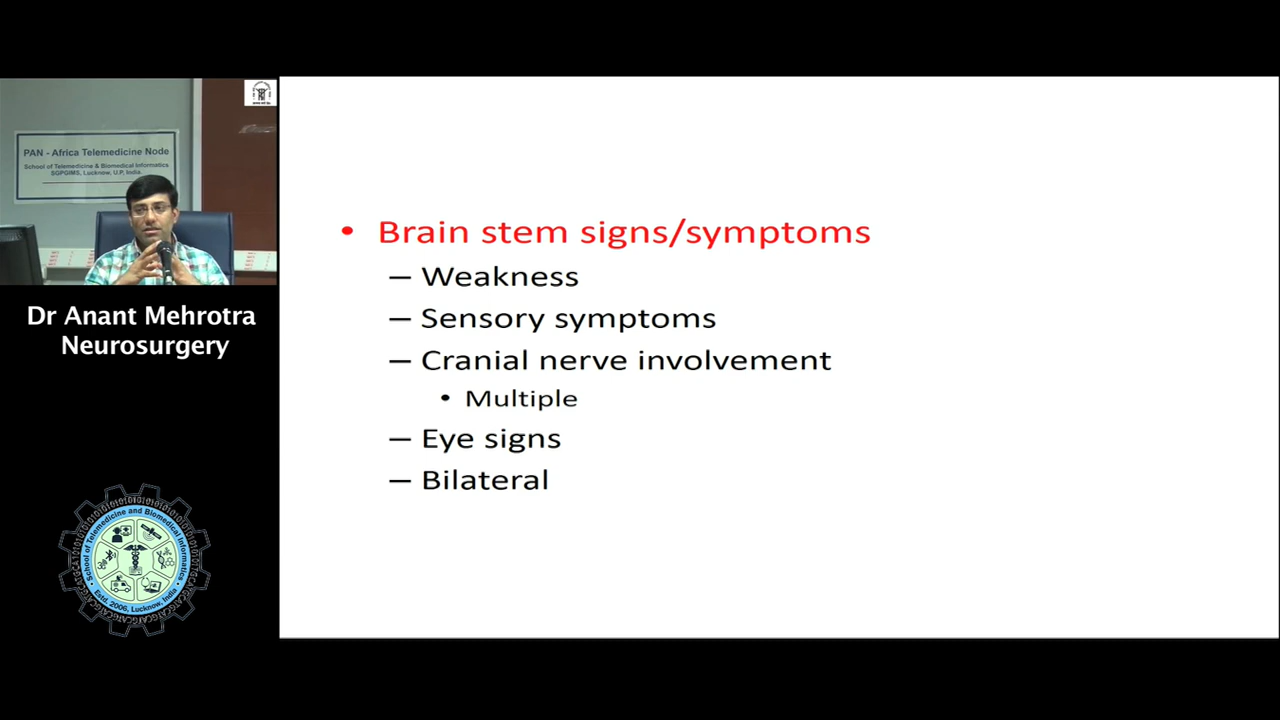 PAN - Africa Telemedicine Node
School of Telemedicine & Biomedical Informatics
SGPGIMS, Lucknow, U.P, India.
Dr Anant Mehrotra
Neurosurgery
School of Telemedicine and Biomedical Informatics
Estd. 2006, Lucknow, India
• Brain stem signs/symptoms
– Weakness
– Sensory symptoms
– Cranial nerve involvement
• Multiple
– Eye signs
– Bilateral